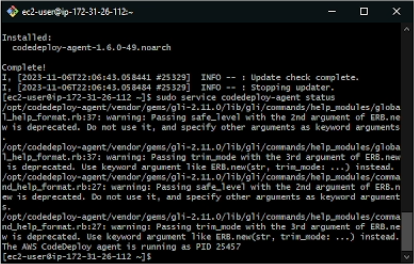 ec2-user@ip-172-31-26-112:~
Installed:
codedeploy-agent-1.6.0-49.noarch
Complete!
I, [2023-11-06T22:06:43.058441 #25329]  INFO -- : Update check complete.
I, [2023-11-06T22:06:43.058484 #25329]  INFO -- : Stopping updater.
[ec2-user@ip-172-31-26-112 ~]$ sudo service codedeploy-agent status
/opt/codedeploy-agent/vendor/gems/gli-2.11.0/lib/gli/commands/help_modules/globa
l_help_format.rb:37: warning: Passing safe_level with the 2nd argument of ERB.ne
w is deprecated. Do not use it, and specify other arguments as keyword arguments
.
/opt/codedeploy-agent/vendor/gems/gli-2.11.0/lib/gli/commands/help_modules/globa
l_help_format.rb:37: warning: Passing trim_mode with the 3rd argument of ERB.new
is deprecated. Use keyword argument like ERB.new(str, trim_mode: ...) instead.
/opt/codedeploy-agent/vendor/gems/gli-2.11.0/lib/gli/commands/help_modules/comma
nd_help_format.rb:27: warning: Passing safe_level with the 2nd argument of ERB.n
ew is deprecated. Do not use it, and specify other arguments as keyword argument
s.
/opt/codedeploy-agent/vendor/gems/gli-2.11.0/lib/gli/commands/help_modules/comma
nd_help_format.rb:27: warning: Passing trim_mode with the 3rd argument of ERB.ne
w is deprecated. Use keyword argument like ERB.new(str, trim_mode: ...) instead.
The AWS CodeDeploy agent is running as PID 25457
[ec2-user@ip-172-31-26-112 ~]$